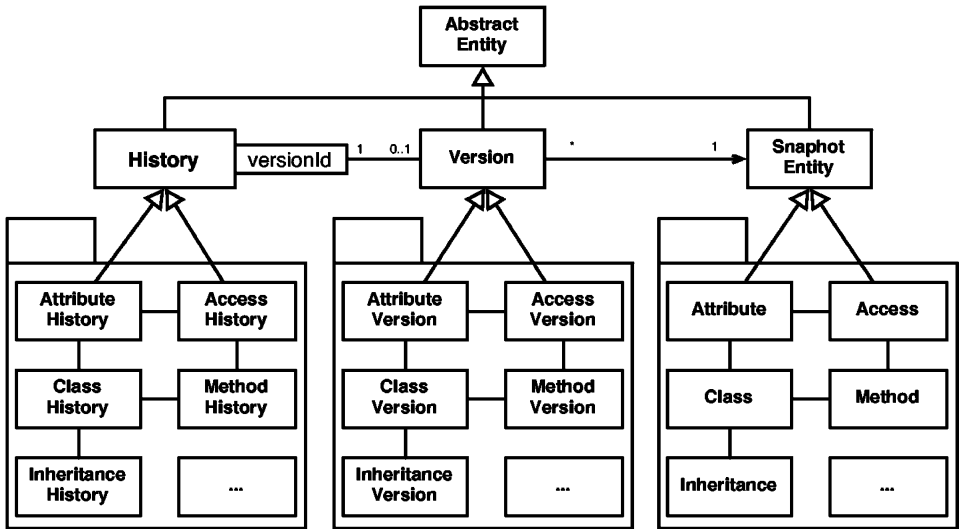 Abstract
Entity
History
versionId
1
0..1
Version
*
1
Snaphot
Entity
Attribute
History
Access
History
Class
History
Method
History
Inheritance
History
...
Attribute
Version
Access
Version
Class
Version
Method
Version
Inheritance
Version
...
Attribute
Access
Class
Method
Inheritance
...